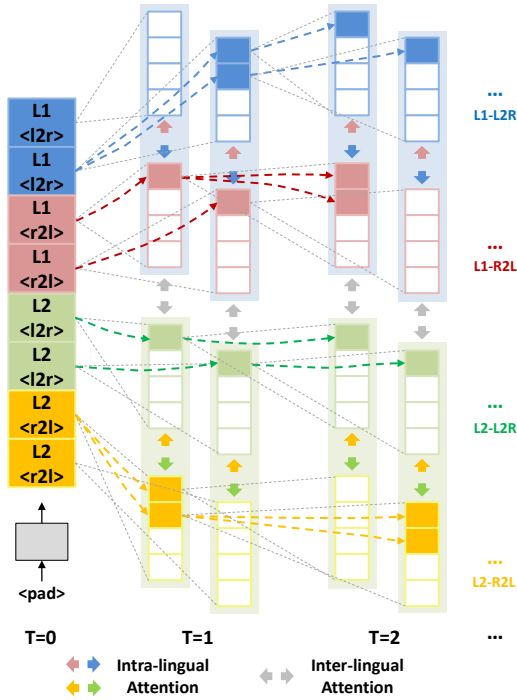 L1
<l2r>
L1
<l2r>
L1
<r2l>
L1
<r2l>
L2
<l2r>
L2
<l2r>
L2
<r2l>
L2
<r2l>
<pad>
...
L1-L2R
...
L1-R2L
...
L2-L2R
...
L2-R2L
T=0 T=1 T=2 ...
Intra-lingual Inter-lingual
Attention Attention